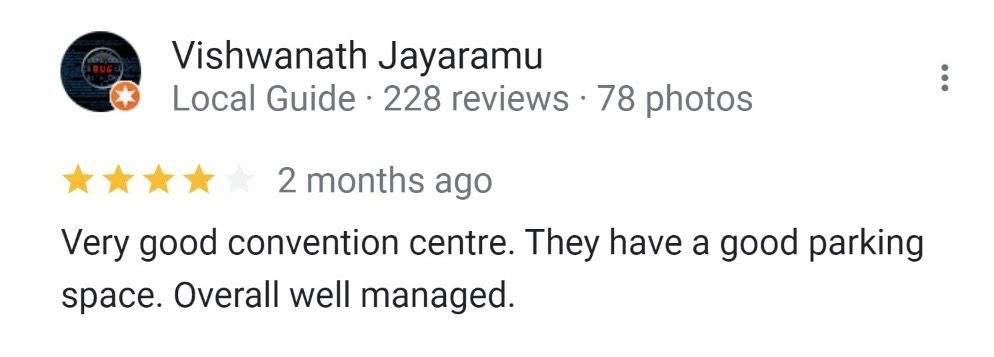 Vishwanath Jayaramu
Local Guide · 228 reviews · 78 photos
2 months ago
Very good convention centre. They have a good parking
space. Overall well managed.